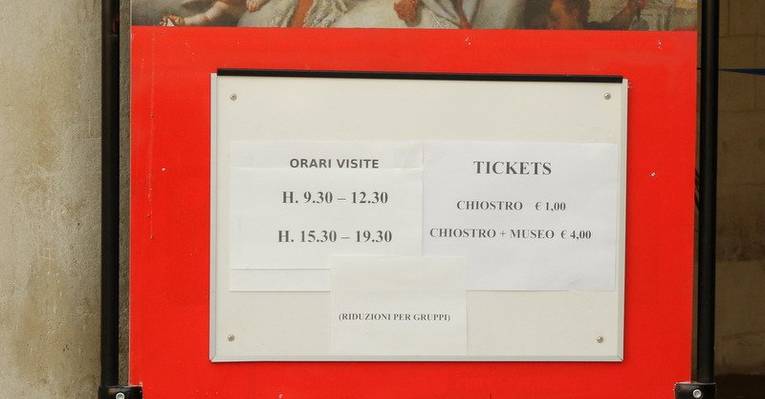 ORARI VISITE
H. 9.30 – 12.30
H. 15.30 – 19.30
TICKETS
CHIOSTRO € 1,00
CHIOSTRO + MUSEO € 4,00
(RIDUZIONI PER GRUPPI)